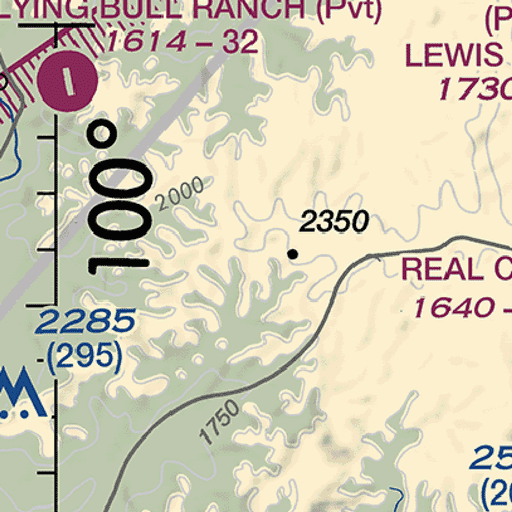 LYING BULL RANCH (Pvt)
1614 – 32
(P
LEWIS
1730
100°
2000
2350
REAL C
1640 -
2285
(295)
1750
25
(2